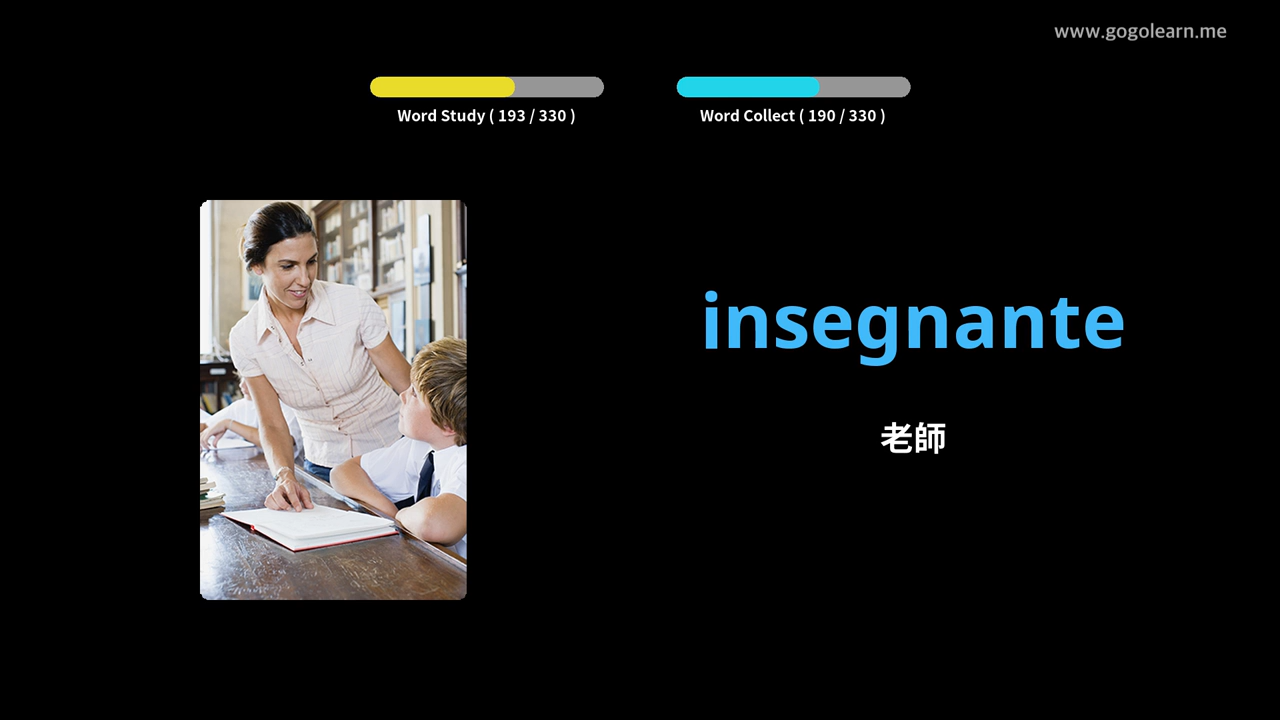 www.gogolearn.me
Word Study ( 193 / 330 )
Word Collect ( 190 / 330 )
insegnante
老師